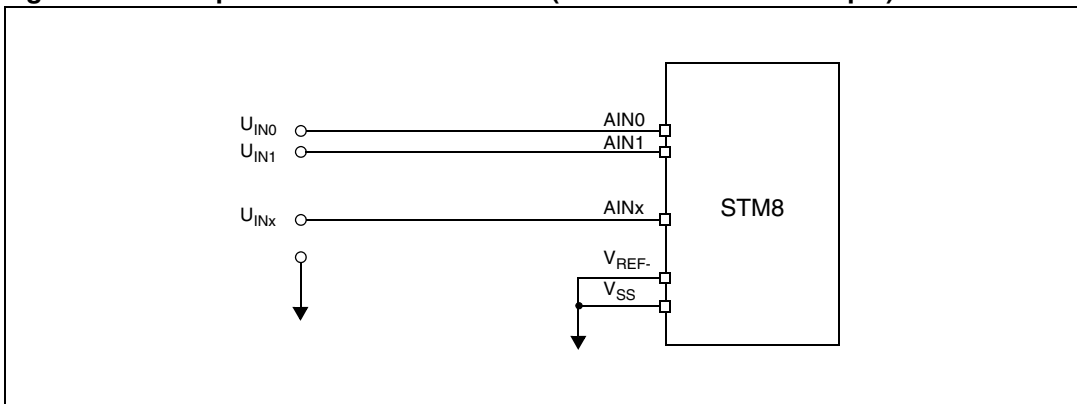 U_IN0
AIN0
U_IN1
AIN1
U_INx
AINx
STM8
V_REF-
V_SS